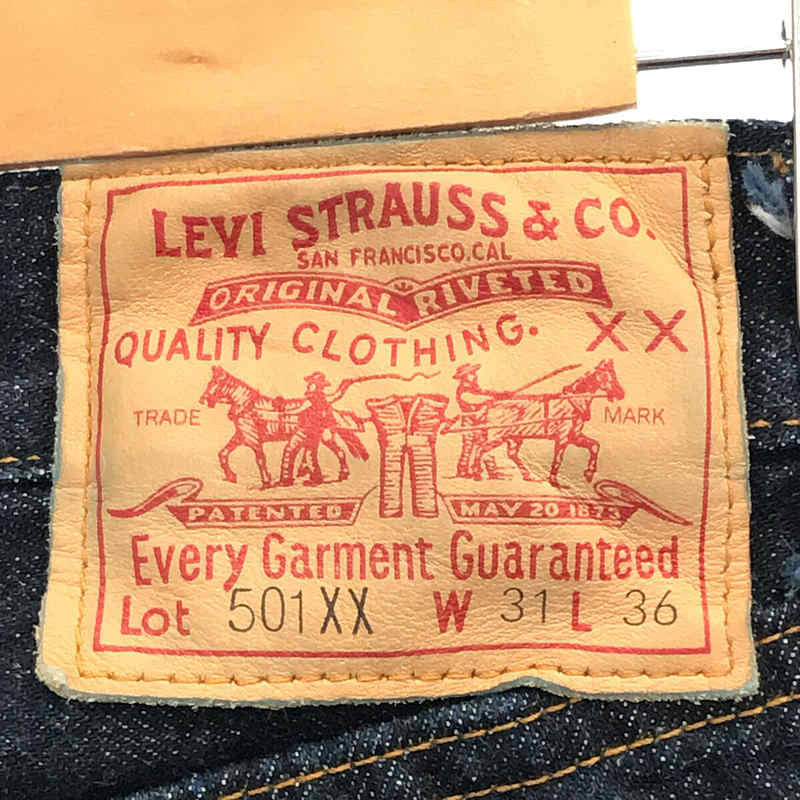 LEVI STRAUSS & CO.
SAN FRANCISCO, CAL
ORIGINAL RIVETED
QUALITY CLOTHING. XX
TRADE MARK
PATENTED MAY 20 1873
Every Garment Guaranteed
Lot 501XX W 31 L 36